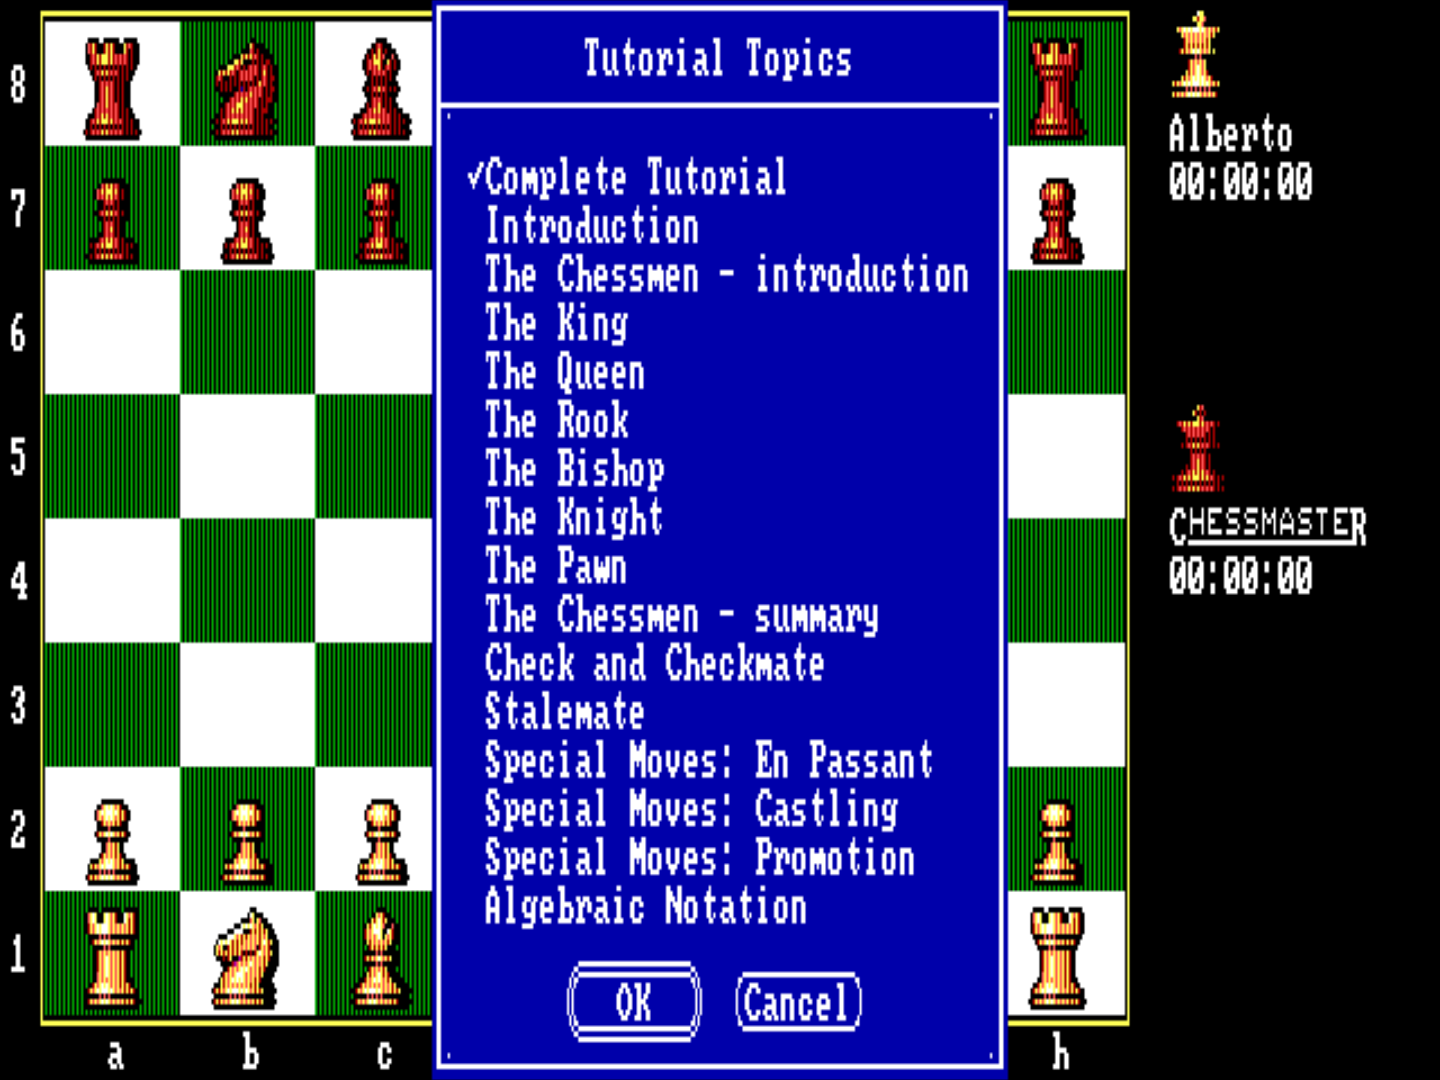 Tutorial Topics
✓Complete Tutorial
Introduction
The Chessmen - introduction
The King
The Queen
The Rook
The Bishop
The Knight
The Pawn
The Chessmen - summary
Check and Checkmate
Stalemate
Special Moves: En Passant
Special Moves: Castling
Special Moves: Promotion
Algebraic Notation
OK Cancel
8
7
6
5
4
3
2
1
a b c h
Alberto
00:00:00
CHESSMASTER
00:00:00